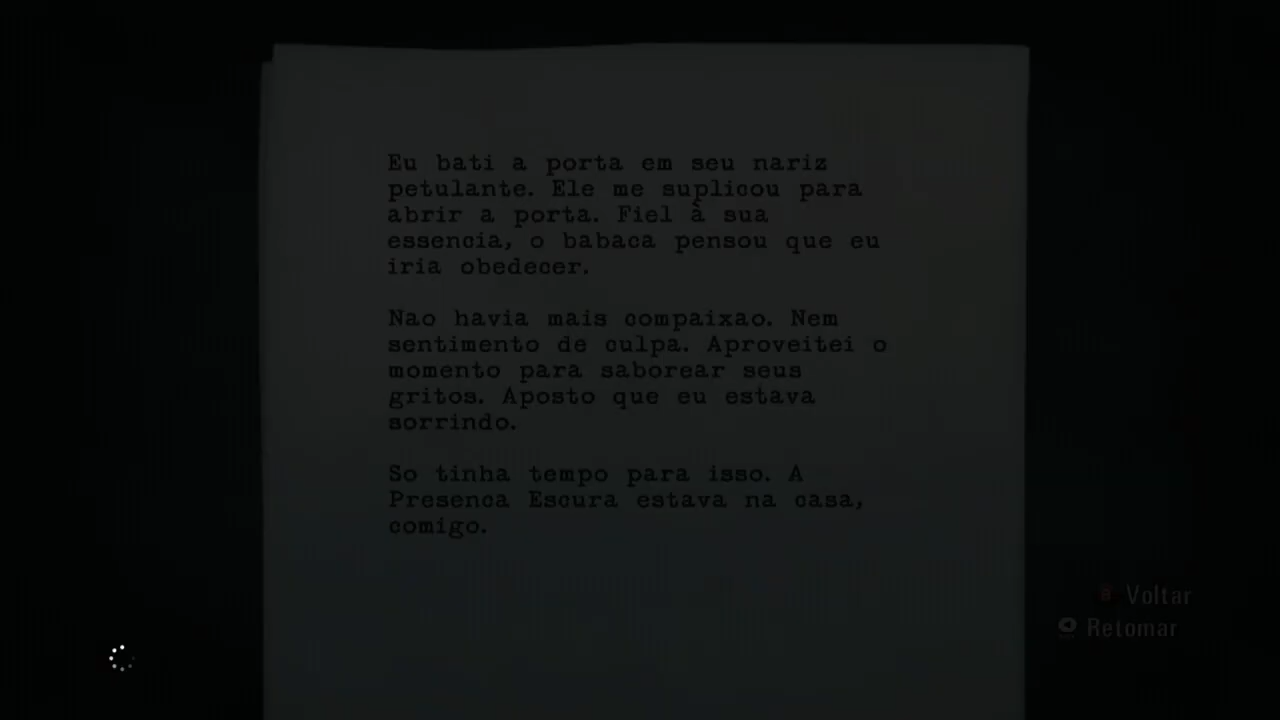 Eu bati a porta em seu nariz
petulante. Ele me suplicou para
abrir a porta. Fiel à sua
essencia, o babaca pensou que eu
iria obedecer.
Nao havia mais compaixao. Nem
sentimento de culpa. Aproveitei o
momento para saborear seus
gritos. Aposto que eu estava
sorrindo.
So tinha tempo para isso. A
Presenca Escura estava na casa,
comigo.
B Voltar
Retomar